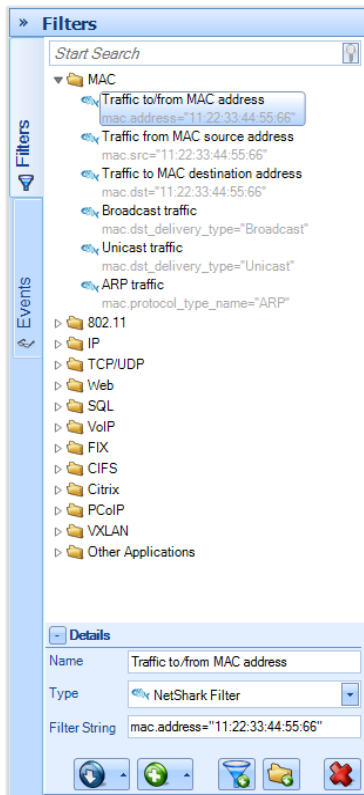 » Filters
Start Search
MAC
Traffic to/from MAC address
mac.address="11:22:33:44:55:66"
Traffic from MAC source address
mac.src="11:22:33:44:55:66"
Traffic to MAC destination address
mac.dst="11:22:33:44:55:66"
Broadcast traffic
mac.dst_delivery_type="Broadcast"
Unicast traffic
mac.dst_delivery_type="Unicast"
ARP traffic
mac.protocol_type_name="ARP"
802.11
IP
TCP/UDP
Web
SQL
VoIP
FIX
CIFS
Citrix
PCoIP
VXLAN
Other Applications
Filters
Events
Details
Name Traffic to/from MAC address
Type NetShark Filter
Filter String mac.address="11:22:33:44:55:66"